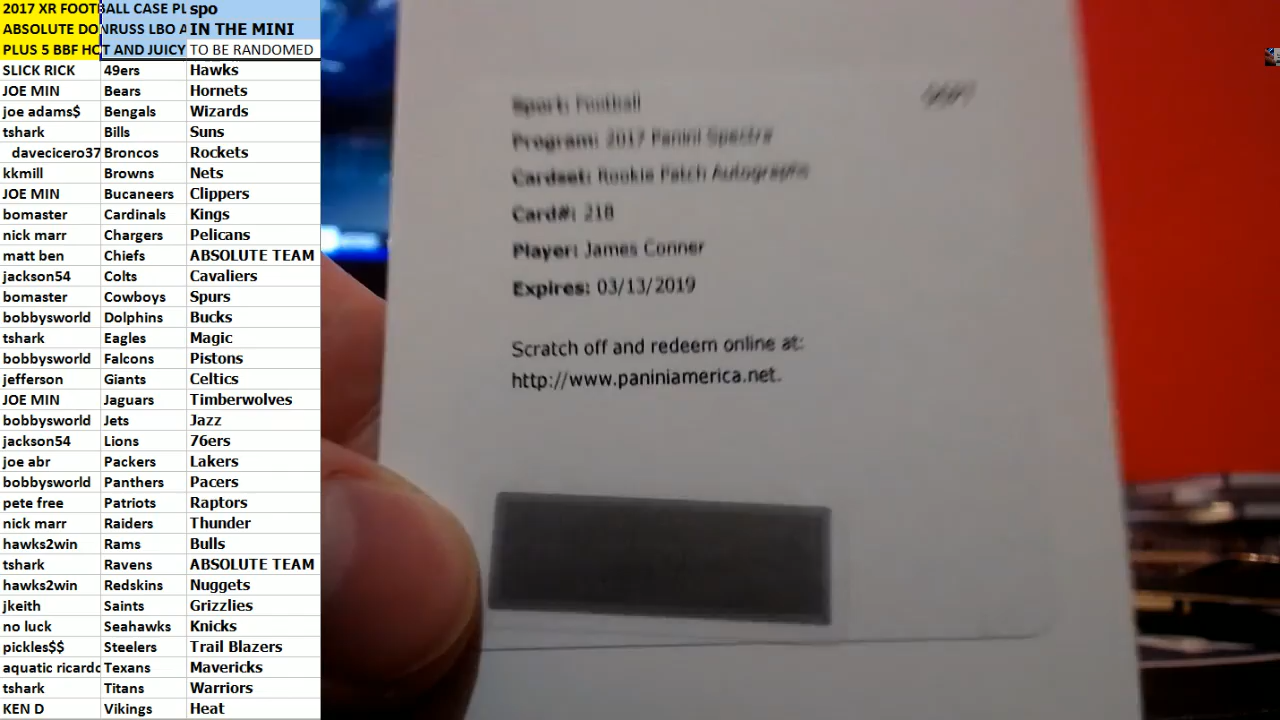 2017 XR FOOTBALL CASE PL spo
ABSOLUTE DONRUSS LBO A IN THE MINI
PLUS 5 BBF HOT AND JUICY TO BE RANDOMED
SLICK RICK 49ers Hawks
JOE MIN Bears Hornets
joe adams$ Bengals Wizards
tshark Bills Suns
davecicero37 Broncos Rockets
kkmill Browns Nets
JOE MIN Bucaneers Clippers
bomaster Cardinals Kings
nick marr Chargers Pelicans
matt ben Chiefs ABSOLUTE TEAM
jackson54 Colts Cavaliers
bomaster Cowboys Spurs
bobbysworld Dolphins Bucks
tshark Eagles Magic
bobbysworld Falcons Pistons
jefferson Giants Celtics
JOE MIN Jaguars Timberwolves
bobbysworld Jets Jazz
jackson54 Lions 76ers
joe abr Packers Lakers
bobbysworld Panthers Pacers
pete free Patriots Raptors
nick marr Raiders Thunder
hawks2win Rams Bulls
tshark Ravens ABSOLUTE TEAM
hawks2win Redskins Nuggets
jkeith Saints Grizzlies
no luck Seahawks Knicks
pickles$$ Steelers Trail Blazers
aquatic ricardo Texans Mavericks
tshark Titans Warriors
KEN D Vikings Heat
Sport: Football
Program: 2017 Panini Spectra
Cardset: Rookie Patch Autographs
Card#: 218
Player: James Conner
Expires: 03/13/2019
Scratch off and redeem online at:
http://www.paniniamerica.net.